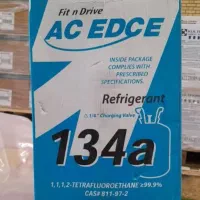 Fit n Drive
AC EDGE
INSIDE PACKAGE
COMPLIES WITH
PRESCRIBED
SPECIFICATIONS.
Refrigerant
1/4" Charging Valve
134a
1,1,1,2-TETRAFLUOROETHANE ≥99.9%
CAS# 811-97-2